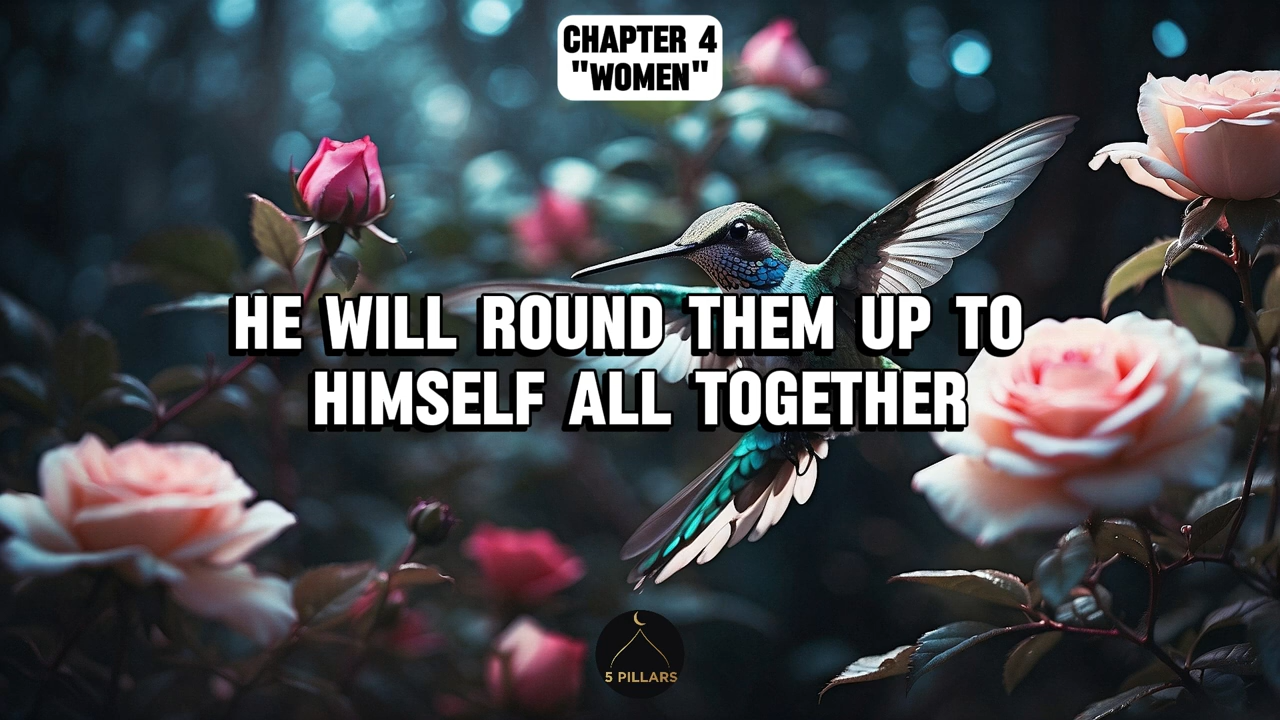 CHAPTER 4
"WOMEN"
HE WILL ROUND THEM UP TO
HIMSELF ALL TOGETHER
5 PILLARS